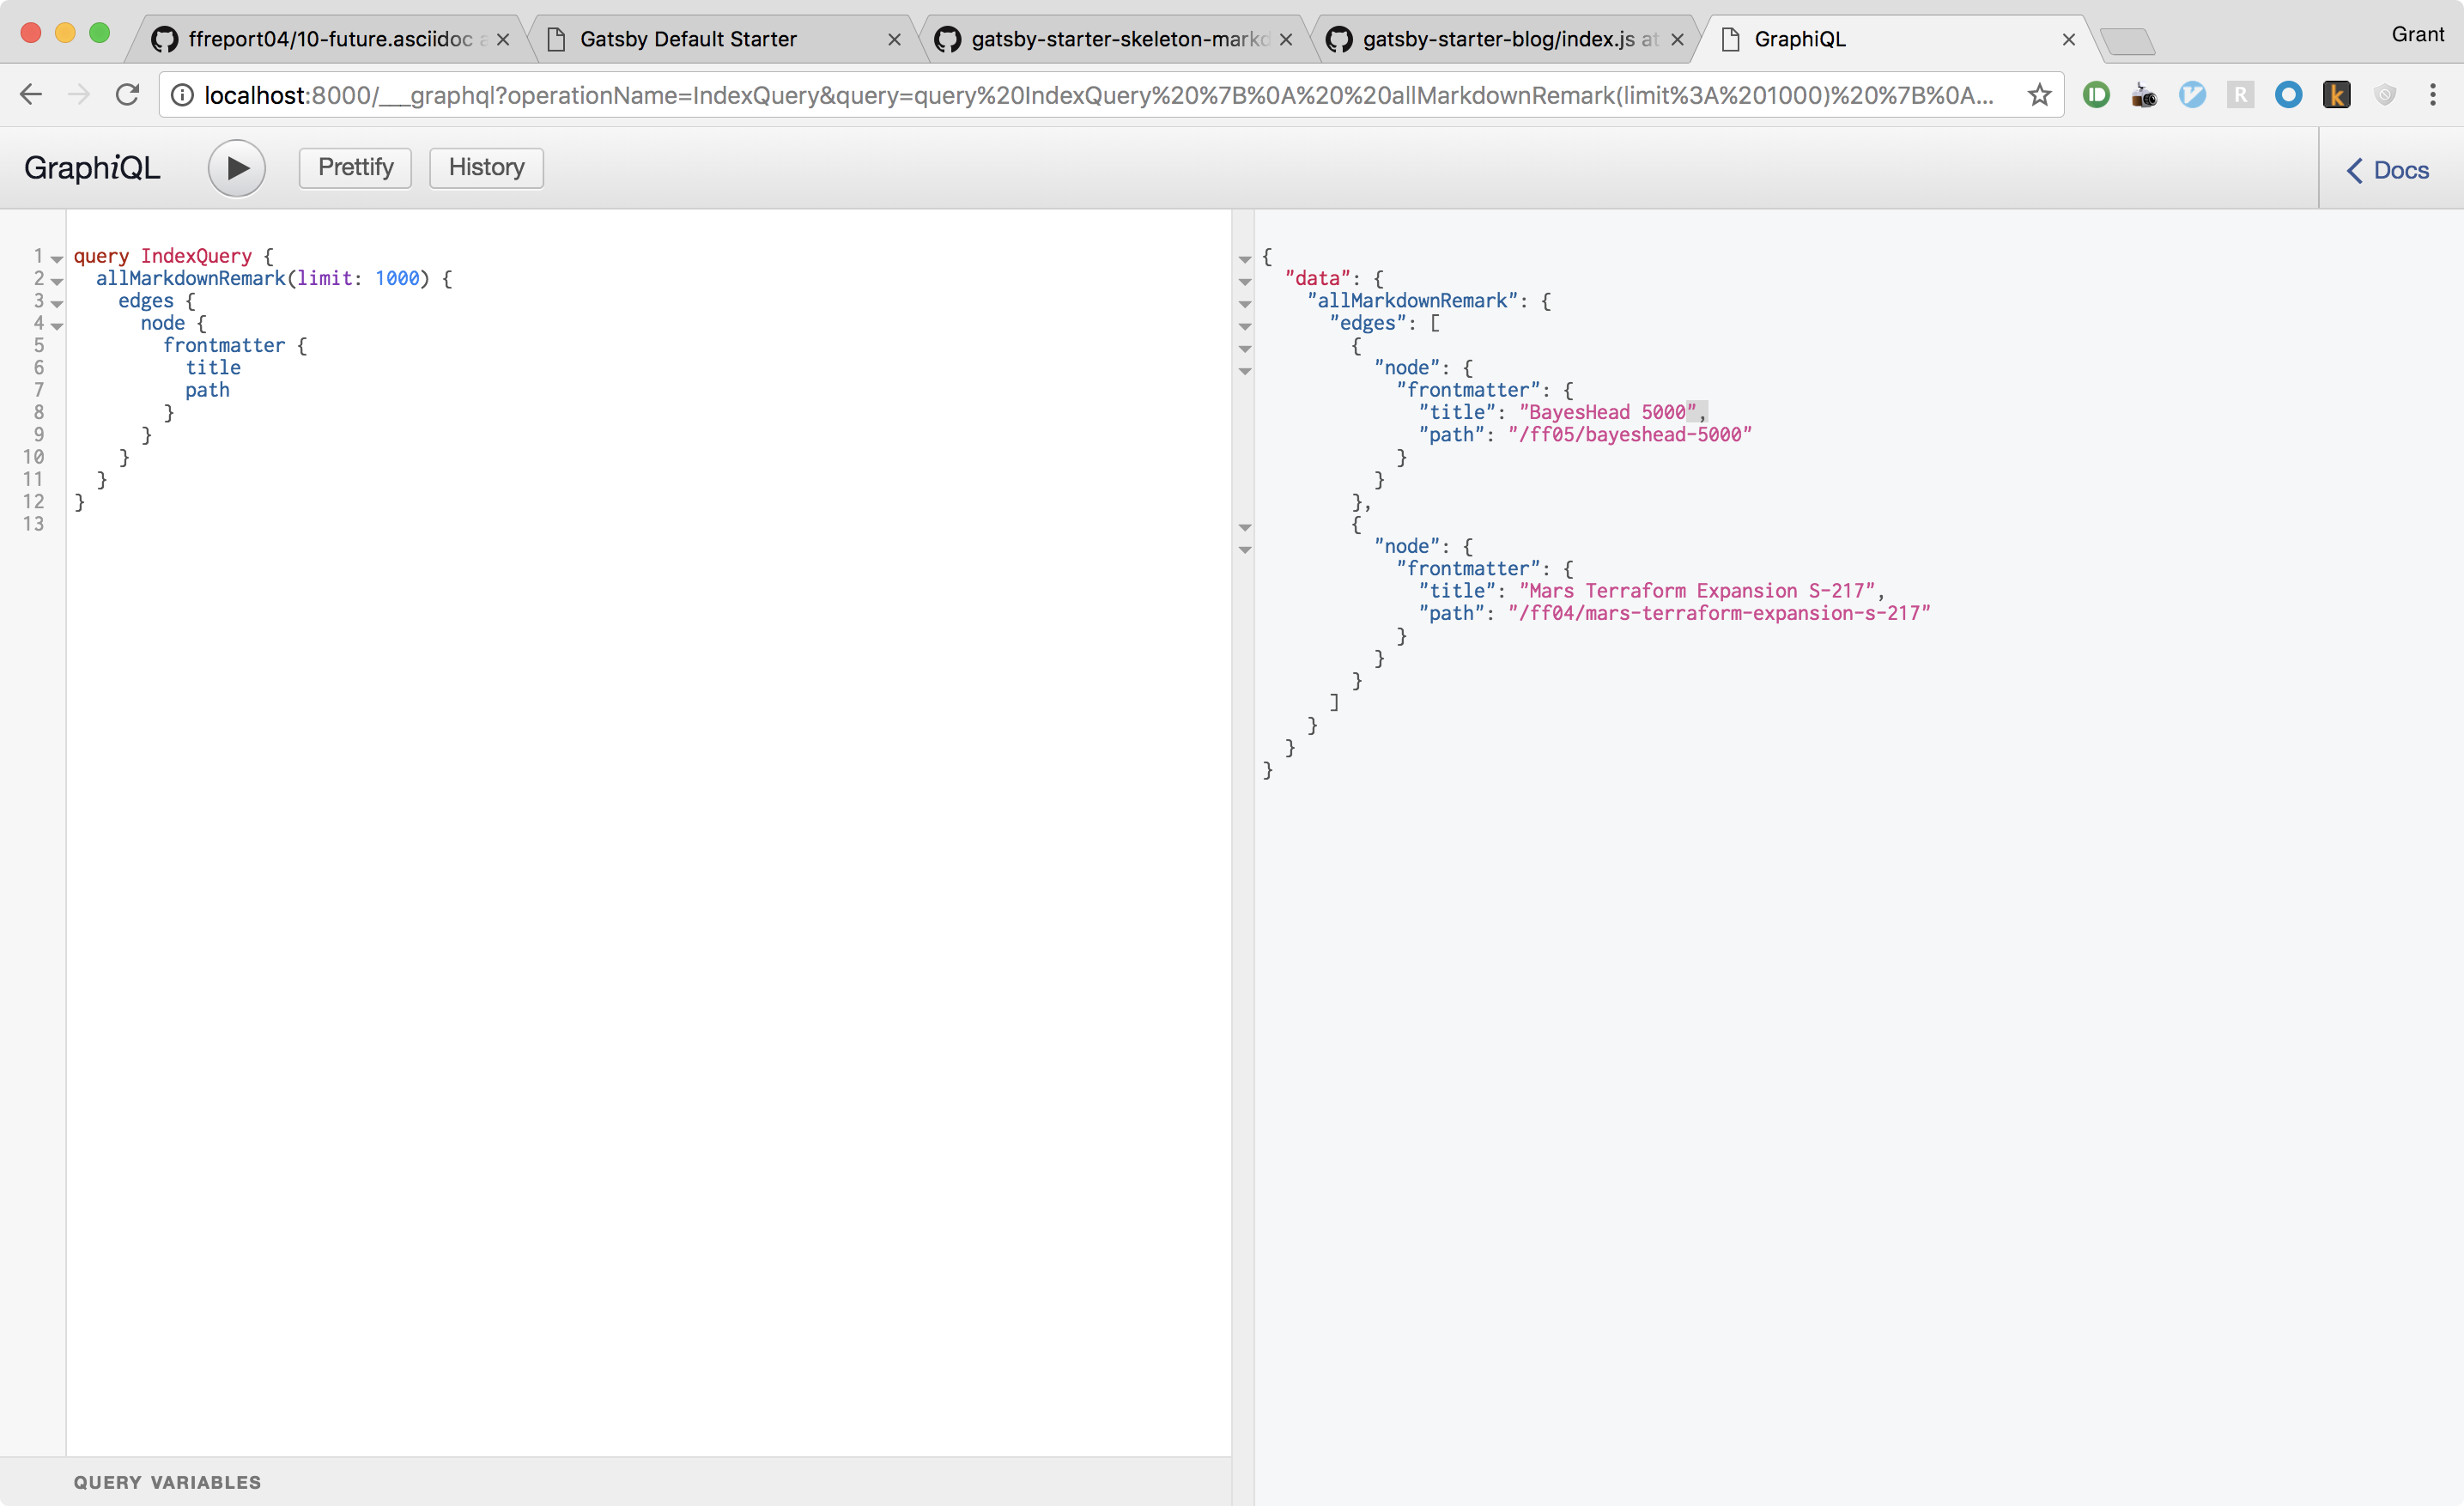 ffreport04/10-future.asciidoc a
Gatsby Default Starter
gatsby-starter-skeleton-markd
gatsby-starter-blog/index.js at
GraphiQL
Grant
localhost:8000/___graphql?operationName=IndexQuery&query=query%20IndexQuery%20%7B%0A%20%20allMarkdownRemark(limit%3A%201000)%20%7B%0A...
GraphiQL
Prettify
History
Docs
1 query IndexQuery {
2   allMarkdownRemark(limit: 1000) {
3     edges {
4       node {
5         frontmatter {
6           title
7           path
8         }
9       }
10     }
11   }
12 }
13
{
  "data": {
    "allMarkdownRemark": {
      "edges": [
        {
          "node": {
            "frontmatter": {
              "title": "BayesHead 5000",
              "path": "/ff05/bayeshead-5000"
            }
          }
        },
        {
          "node": {
            "frontmatter": {
              "title": "Mars Terraform Expansion S-217",
              "path": "/ff04/mars-terraform-expansion-s-217"
            }
          }
        }
      ]
    }
  }
}
QUERY VARIABLES